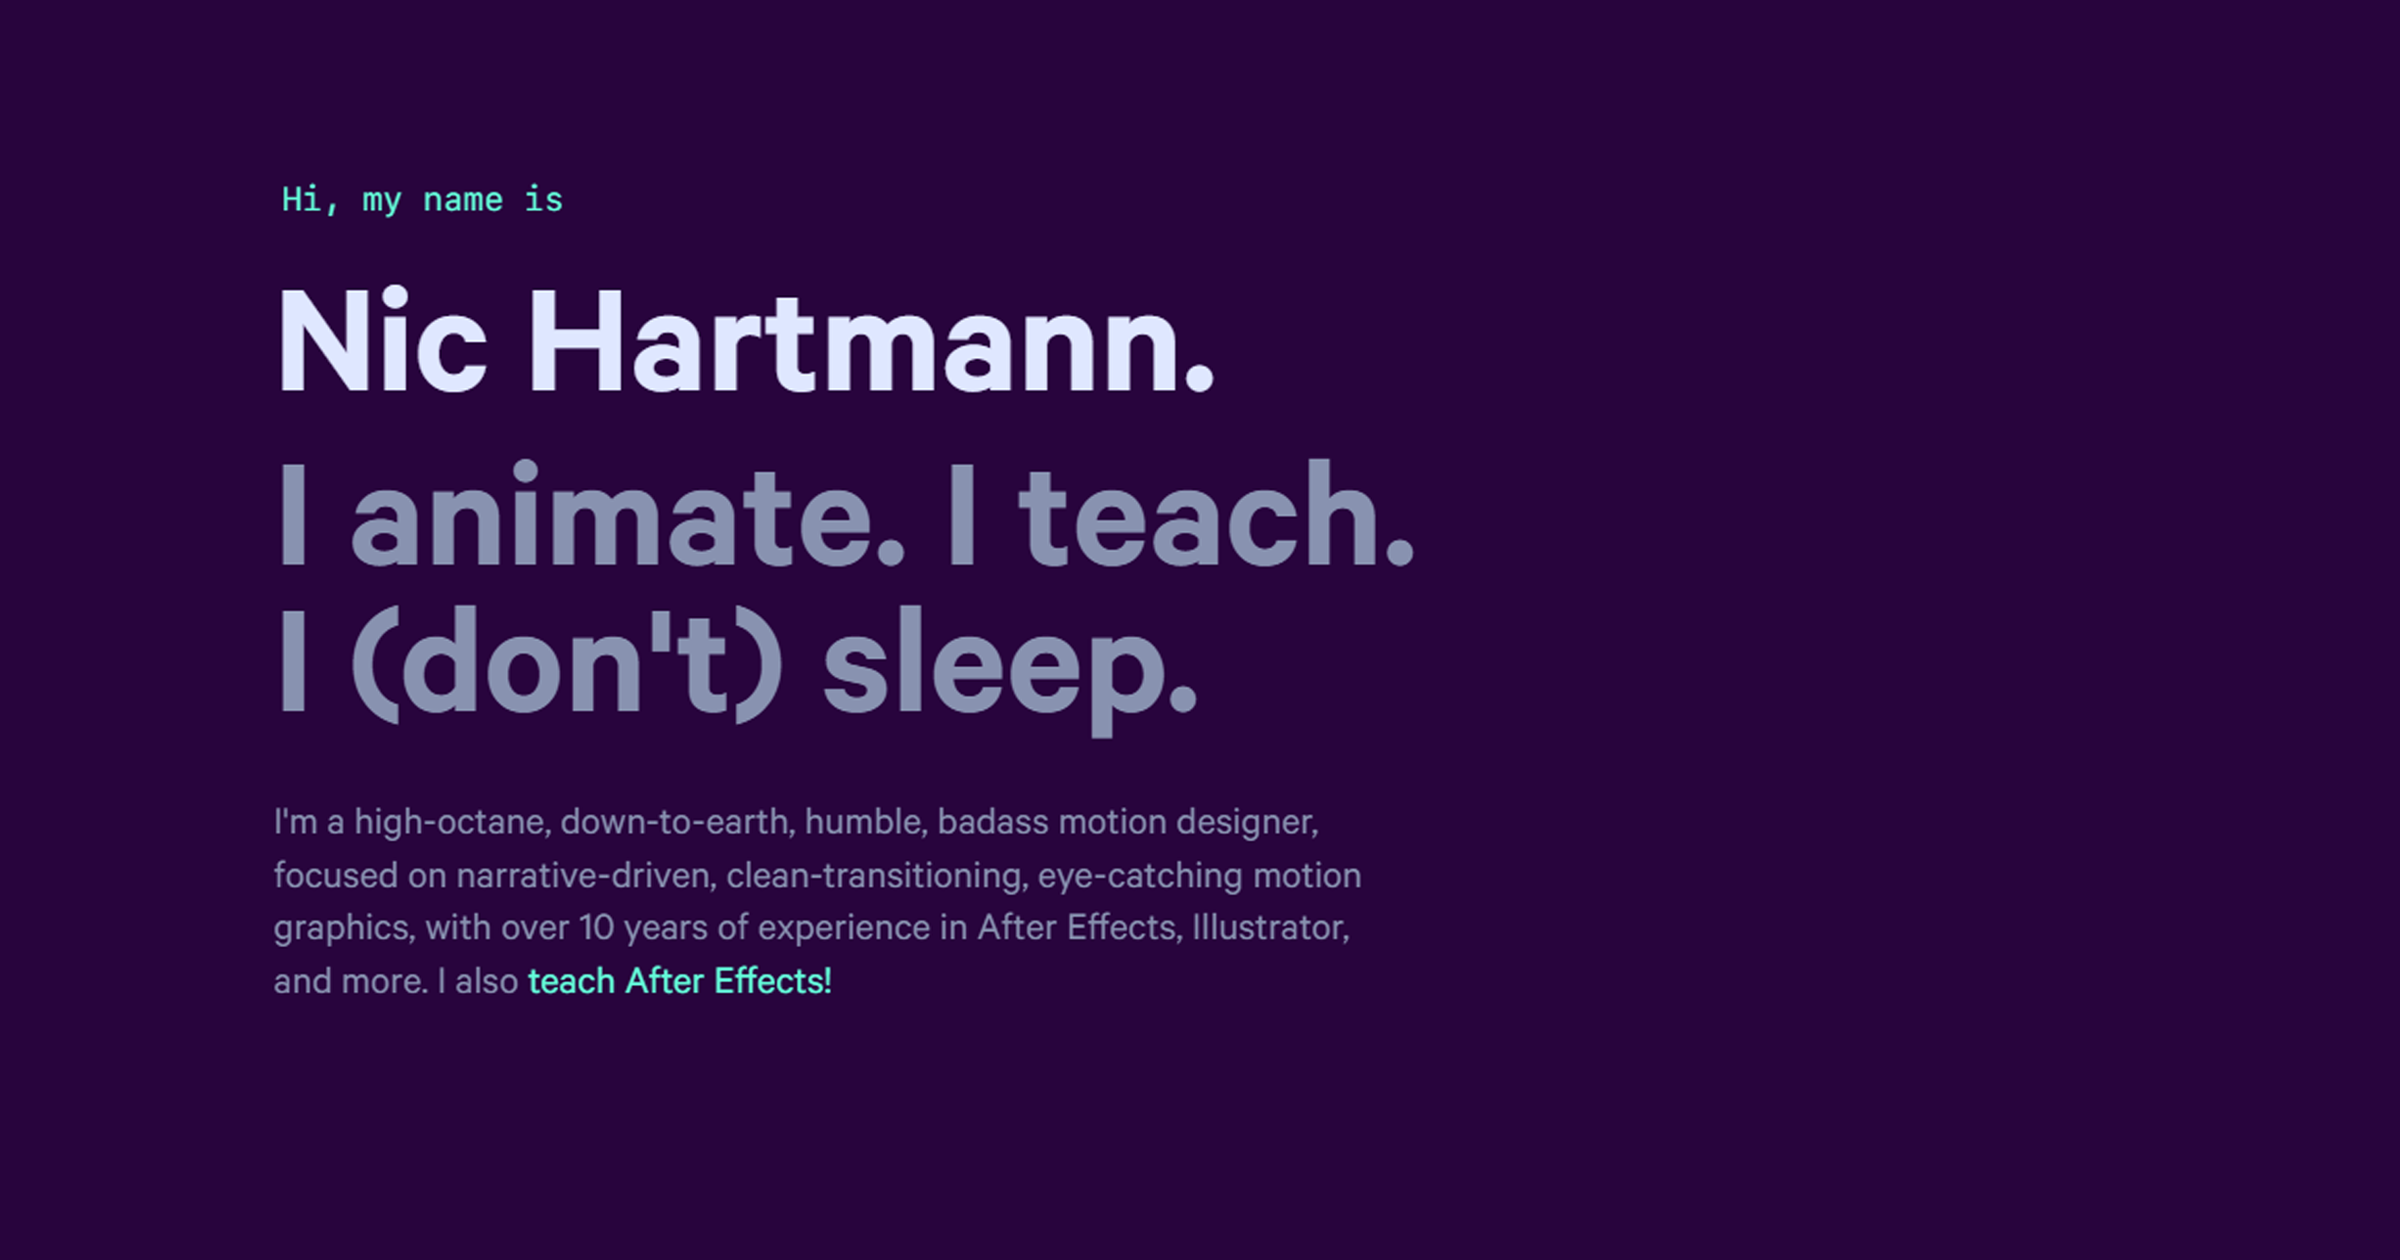 Hi, my name is
Nic Hartmann.
I animate. I teach.
I (don't) sleep.
I'm a high-octane, down-to-earth, humble, badass motion designer,
focused on narrative-driven, clean-transitioning, eye-catching motion
graphics, with over 10 years of experience in After Effects, Illustrator,
and more. I also teach After Effects!